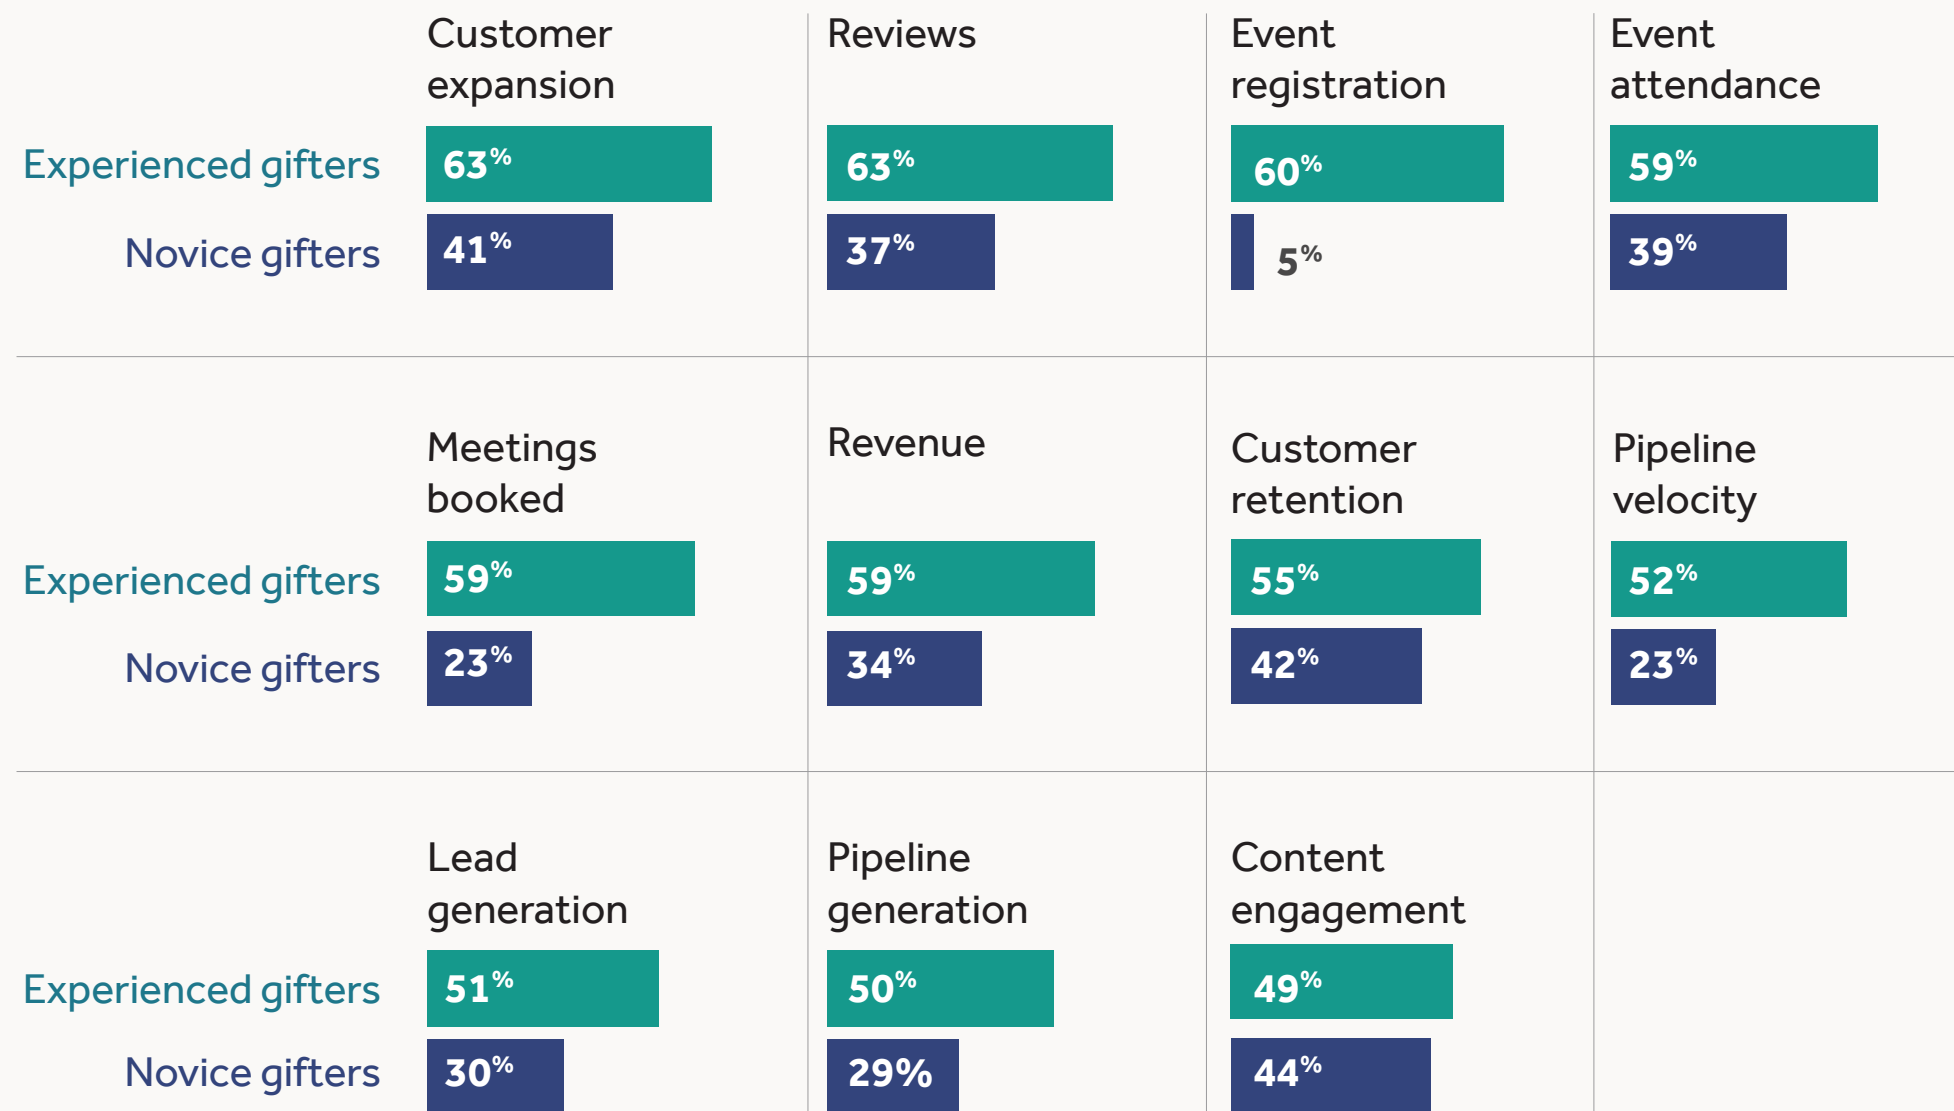 Customer
expansion
Reviews
Event
registration
Event
attendance
Experienced gifters
63%
63%
60%
59%
Novice gifters
41%
37%
5%
39%
Meetings
booked
Revenue
Customer
retention
Pipeline
velocity
Experienced gifters
59%
59%
55%
52%
Novice gifters
23%
34%
42%
23%
Lead
generation
Pipeline
generation
Content
engagement
Experienced gifters
51%
50%
49%
Novice gifters
30%
29%
44%